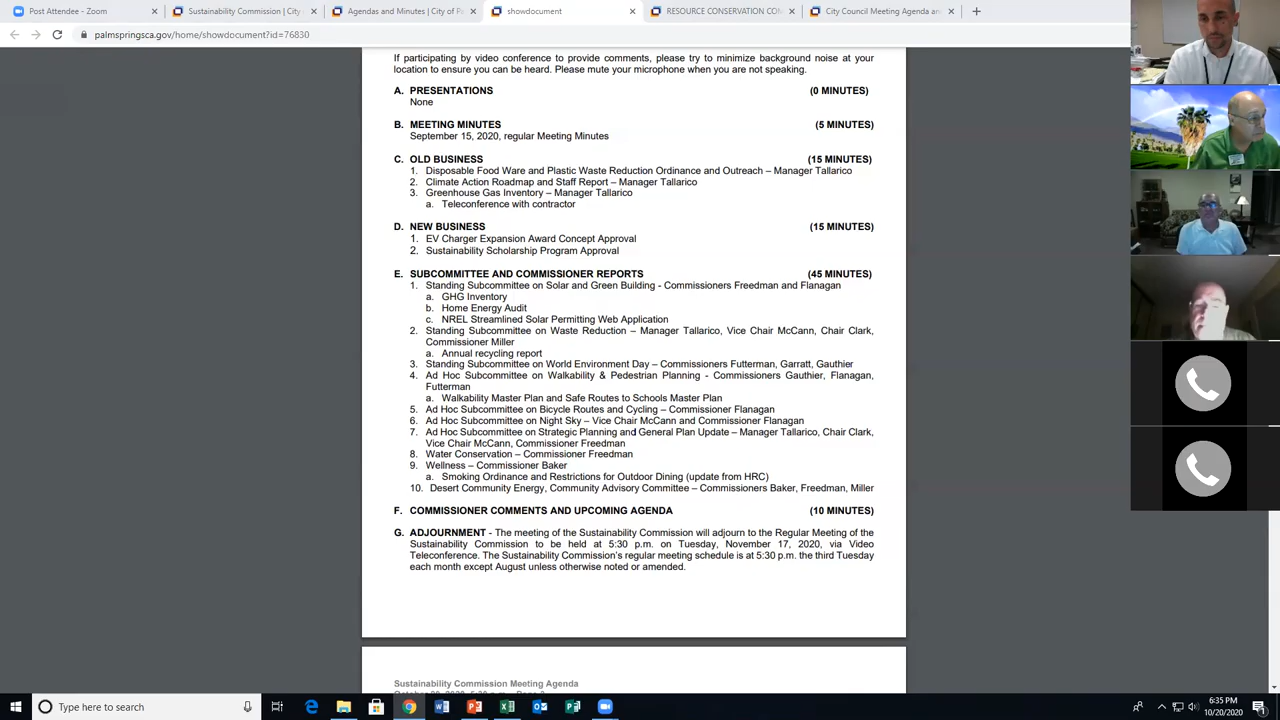 Post Attendee - Zoom
Sustainability Commission | City
Agendas and Minutes | City of Pa
showdocument
RESOURCE CONSERVATION COM
City Council Meeting Agenda an
palmspringsca.gov/home/showdocument?id=76830
If participating by video conference to provide comments, please try to minimize background noise at your
location to ensure you can be heard. Please mute your microphone when you are not speaking.
A. PRESENTATIONS (0 MINUTES)
None
B. MEETING MINUTES (5 MINUTES)
September 15, 2020, regular Meeting Minutes
C. OLD BUSINESS (15 MINUTES)
1. Disposable Food Ware and Plastic Waste Reduction Ordinance and Outreach – Manager Tallarico
2. Climate Action Roadmap and Staff Report – Manager Tallarico
3. Greenhouse Gas Inventory – Manager Tallarico
a. Teleconference with contractor
D. NEW BUSINESS (15 MINUTES)
1. EV Charger Expansion Award Concept Approval
2. Sustainability Scholarship Program Approval
E. SUBCOMMITTEE AND COMMISSIONER REPORTS (45 MINUTES)
1. Standing Subcommittee on Solar and Green Building - Commissioners Freedman and Flanagan
a. GHG Inventory
b. Home Energy Audit
c. NREL Streamlined Solar Permitting Web Application
2. Standing Subcommittee on Waste Reduction – Manager Tallarico, Vice Chair McCann, Chair Clark,
Commissioner Miller
a. Annual recycling report
3. Standing Subcommittee on World Environment Day – Commissioners Futterman, Garratt, Gauthier
4. Ad Hoc Subcommittee on Walkability & Pedestrian Planning - Commissioners Gauthier, Flanagan,
Futterman
a. Walkability Master Plan and Safe Routes to Schools Master Plan
5. Ad Hoc Subcommittee on Bicycle Routes and Cycling – Commissioner Flanagan
6. Ad Hoc Subcommittee on Night Sky – Vice Chair McCann and Commissioner Flanagan
7. Ad Hoc Subcommittee on Strategic Planning and General Plan Update – Manager Tallarico, Chair Clark,
Vice Chair McCann, Commissioner Freedman
8. Water Conservation – Commissioner Freedman
9. Wellness – Commissioner Baker
a. Smoking Ordinance and Restrictions for Outdoor Dining (update from HRC)
10. Desert Community Energy, Community Advisory Committee – Commissioners Baker, Freedman, Miller
F. COMMISSIONER COMMENTS AND UPCOMING AGENDA (10 MINUTES)
G. ADJOURNMENT - The meeting of the Sustainability Commission will adjourn to the Regular Meeting of the
Sustainability Commission to be held at 5:30 p.m. on Tuesday, November 17, 2020, via Video
Teleconference. The Sustainability Commission's regular meeting schedule is at 5:30 p.m. the third Tuesday
each month except August unless otherwise noted or amended.
Sustainability Commission Meeting Agenda
Type here to search
6:35 PM
10/20/2020